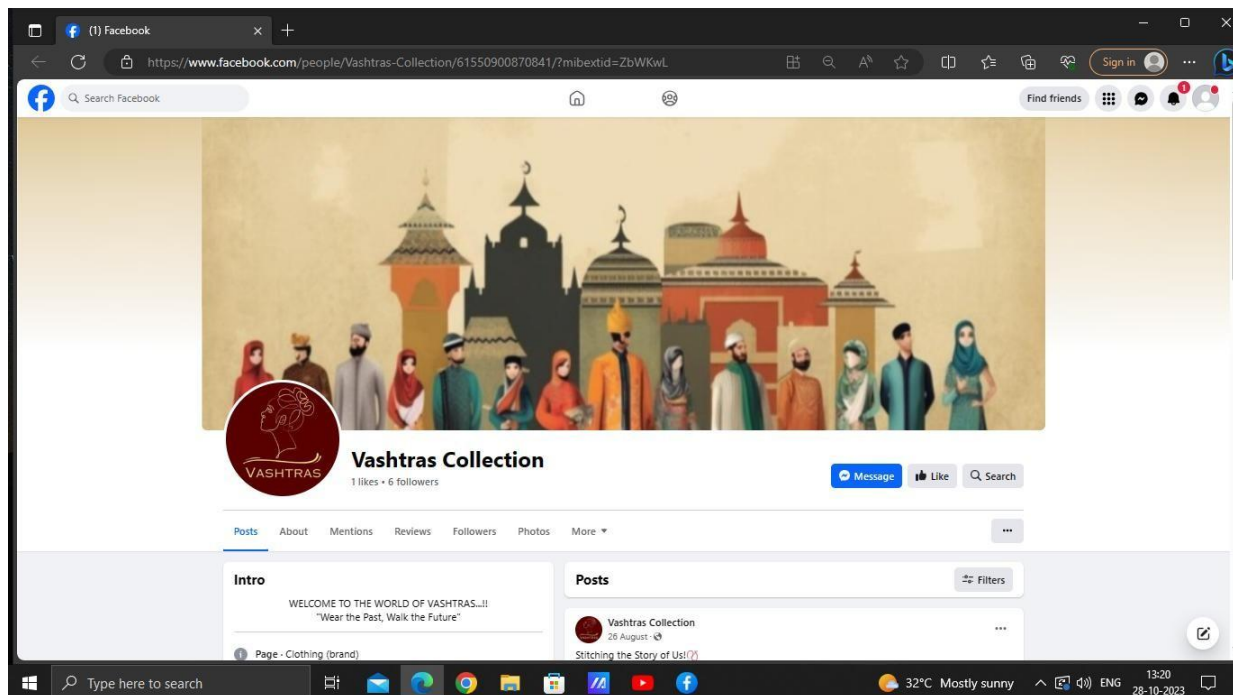 (1) Facebook
https://www.facebook.com/people/Vashtras-Collection/61550900870841/?mibextid=ZbWKwL
Sign in
Search Facebook
Find friends
1
VASHTRAS
Vashtras Collection
1 likes • 6 followers
Message
Like
Search
Posts About Mentions Reviews Followers Photos More
Intro
WELCOME TO THE WORLD OF VASHTRAS...!!
"Wear the Past, Walk the Future"
Page · Clothing (brand)
Posts
Filters
Vashtras Collection
26 August
Stitching the Story of Us!
Type here to search
32°C Mostly sunny
ENG
13:20
28-10-2023